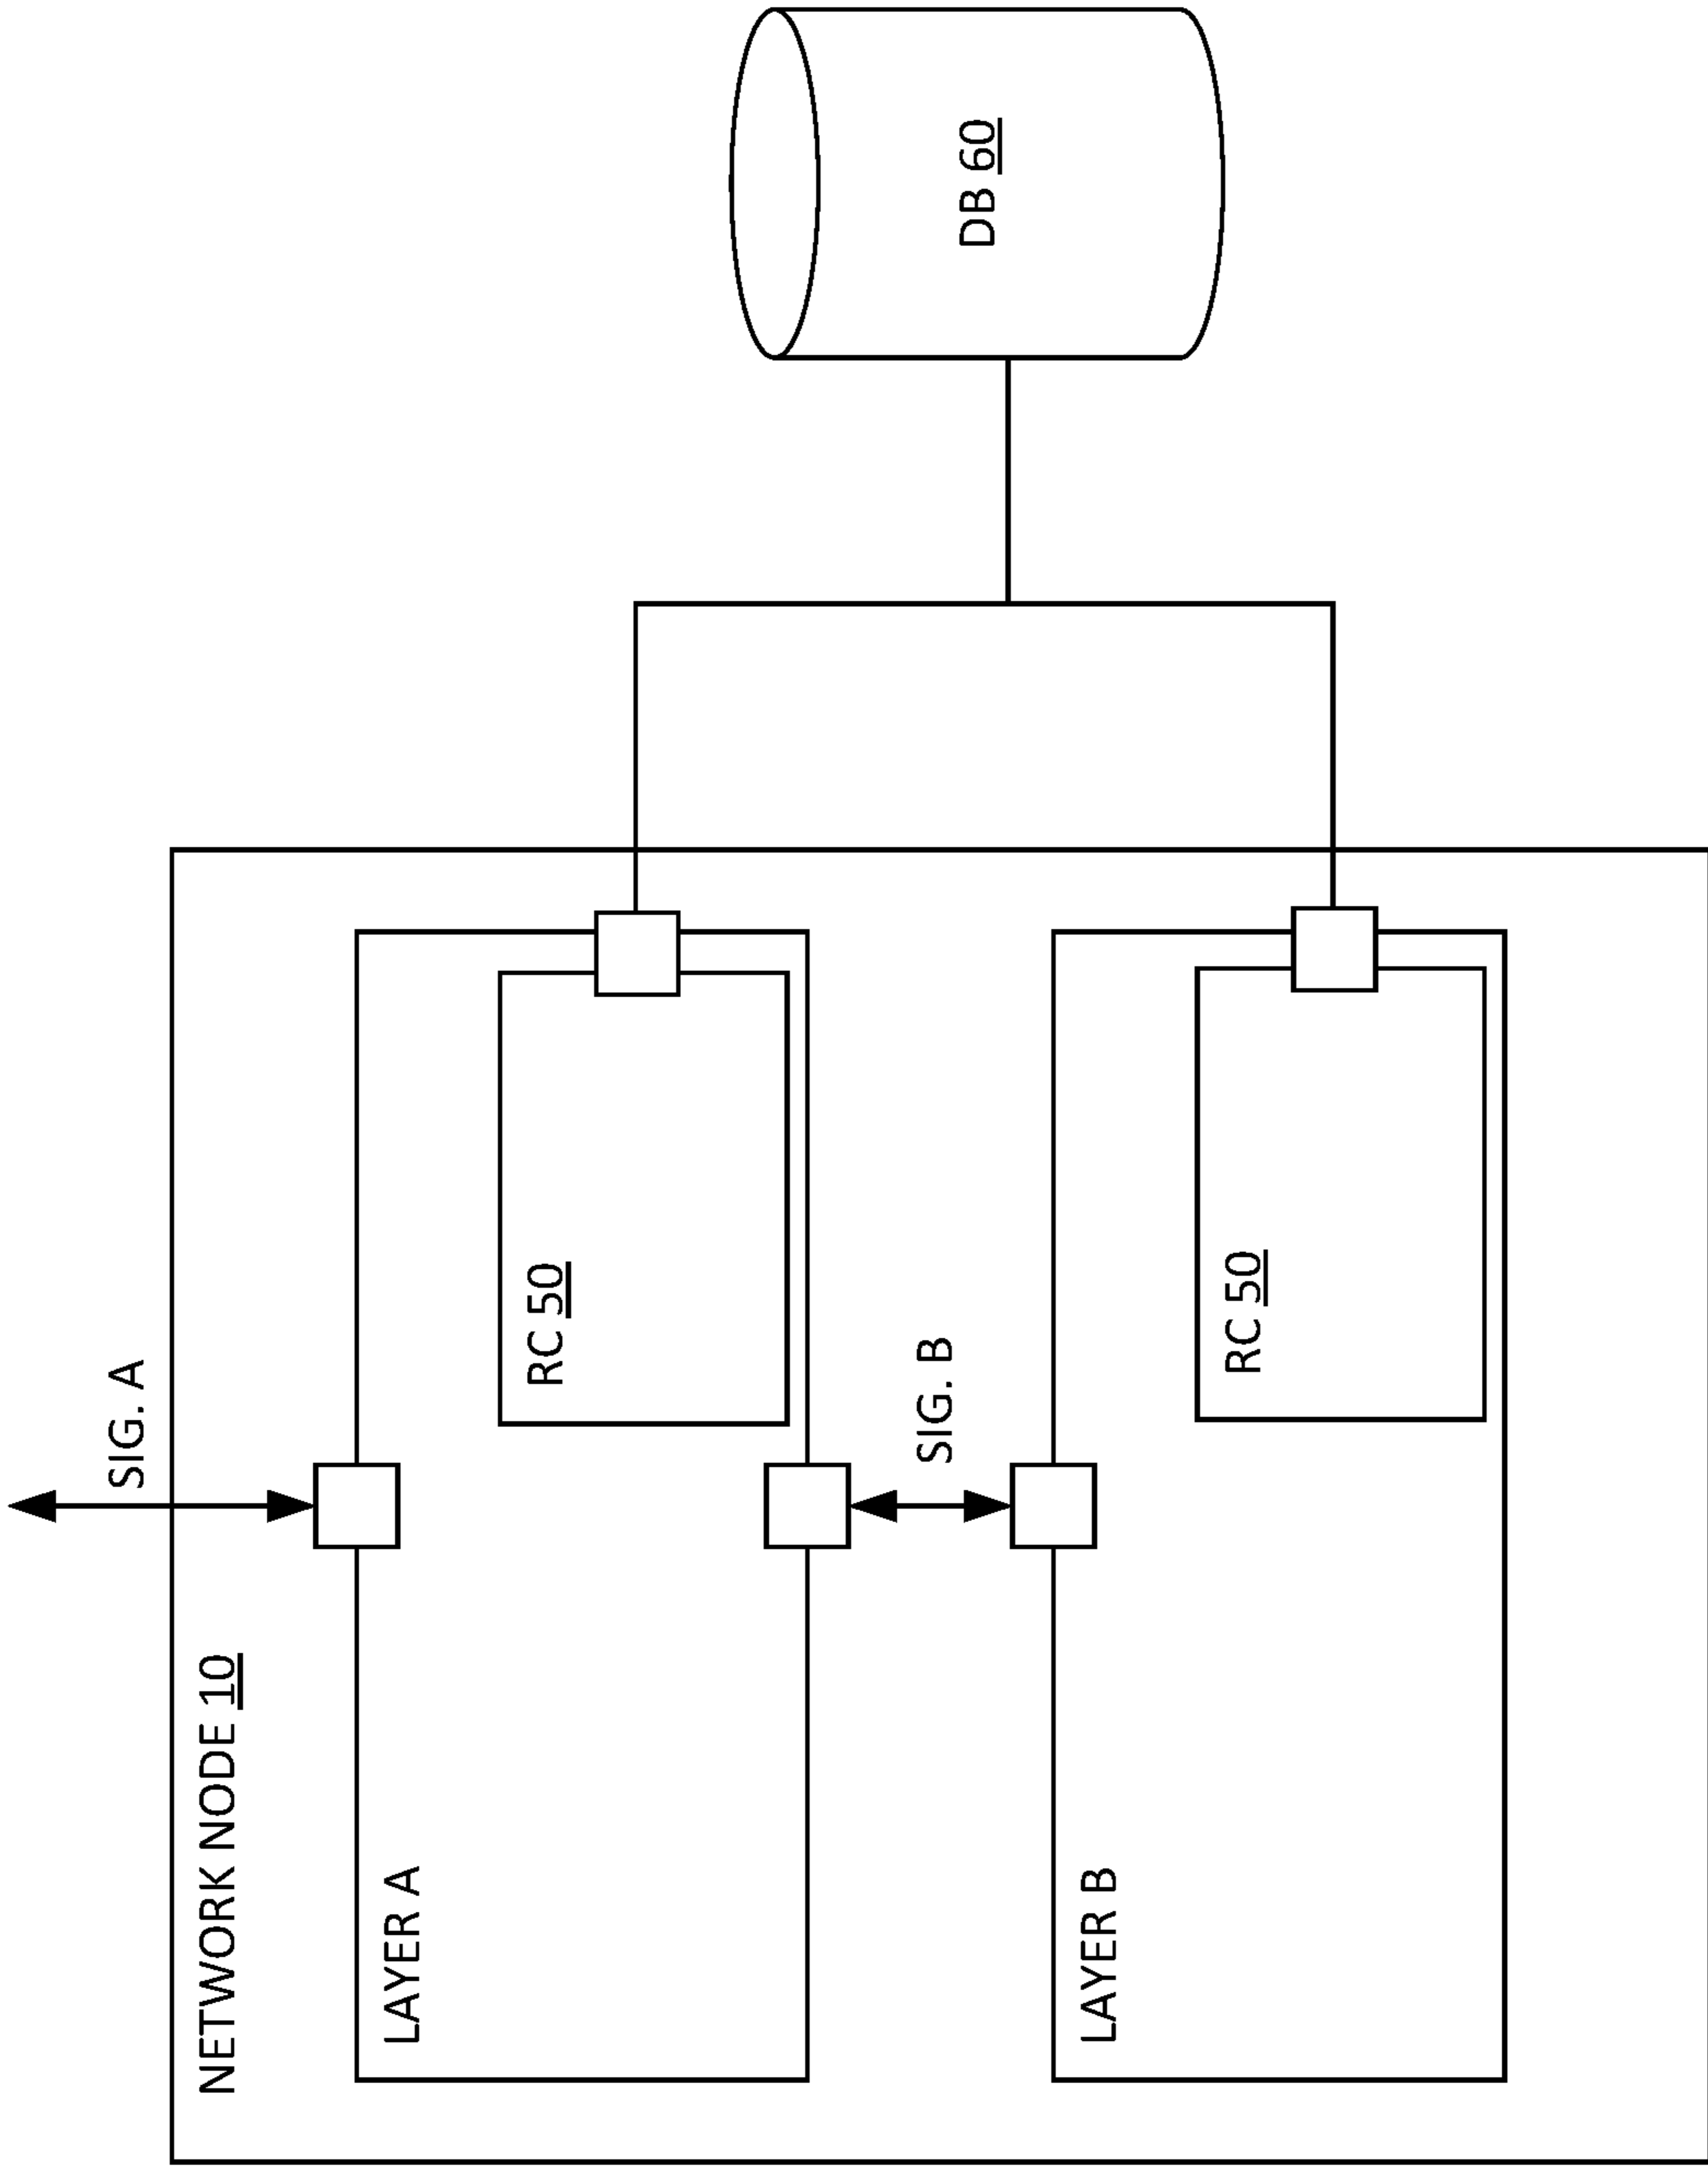 SIG. A
NETWORK NODE 10
LAYER A
RC 50
SIG. B
LAYER B
RC 50
DB 60